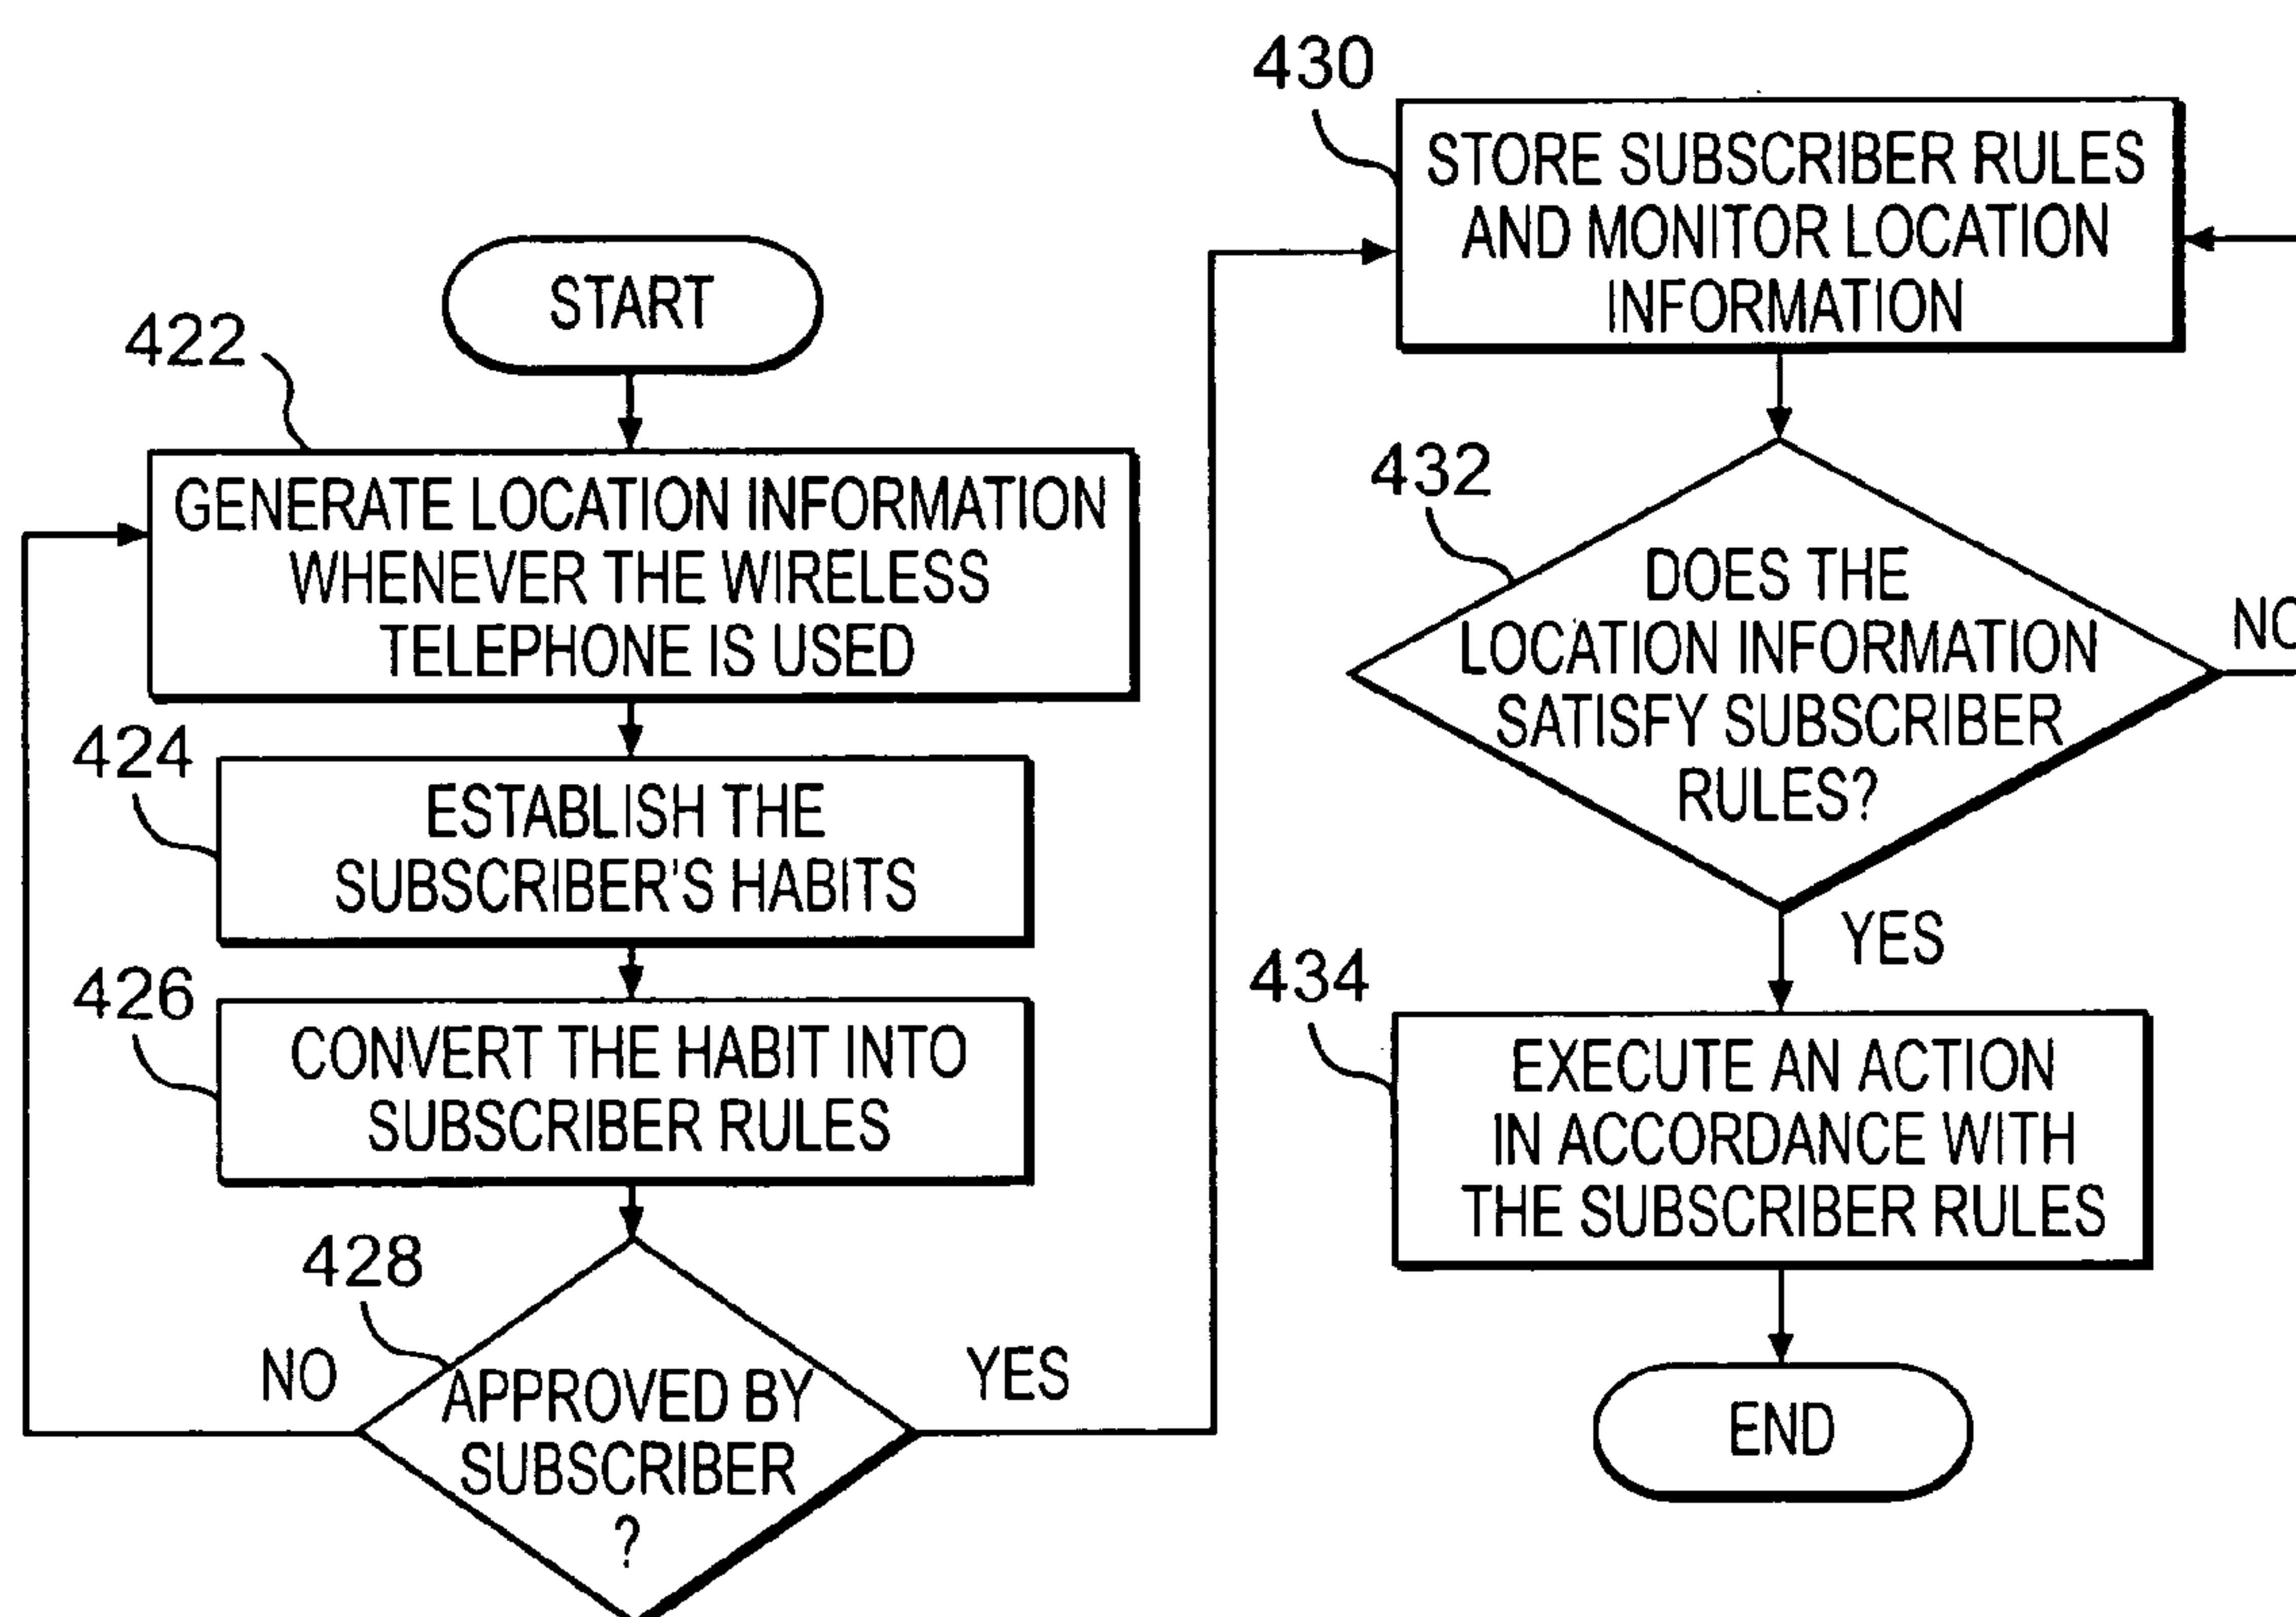 START
422
GENERATE LOCATION INFORMATION
WHENEVER THE WIRELESS
TELEPHONE IS USED
424
ESTABLISH THE
SUBSCRIBER'S HABITS
426
CONVERT THE HABIT INTO
SUBSCRIBER RULES
428
NO
YES
APPROVED BY
SUBSCRIBER
?
430
STORE SUBSCRIBER RULES
AND MONITOR LOCATION
INFORMATION
432
DOES THE
LOCATION INFORMATION
SATISFY SUBSCRIBER
RULES?
NO
YES
434
EXECUTE AN ACTION
IN ACCORDANCE WITH
THE SUBSCRIBER RULES
END